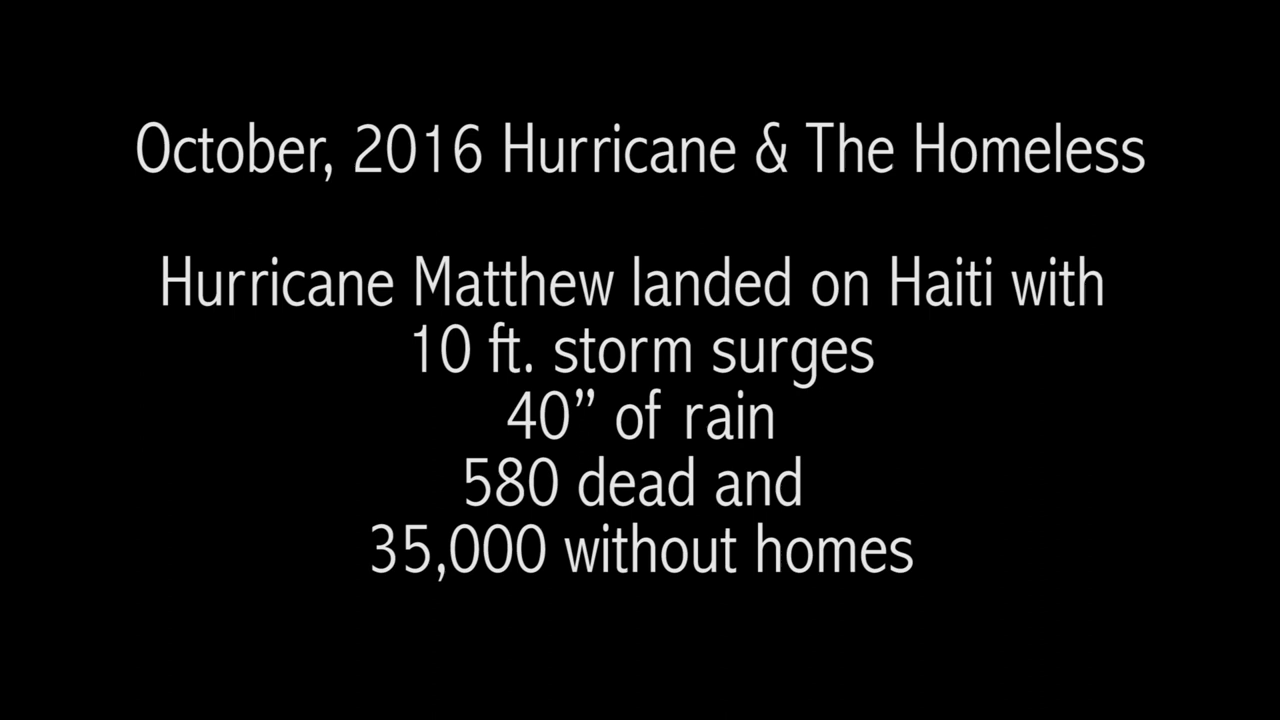 October, 2016 Hurricane & The Homeless
Hurricane Matthew landed on Haiti with
10 ft. storm surges
40” of rain
580 dead and
35,000 without homes